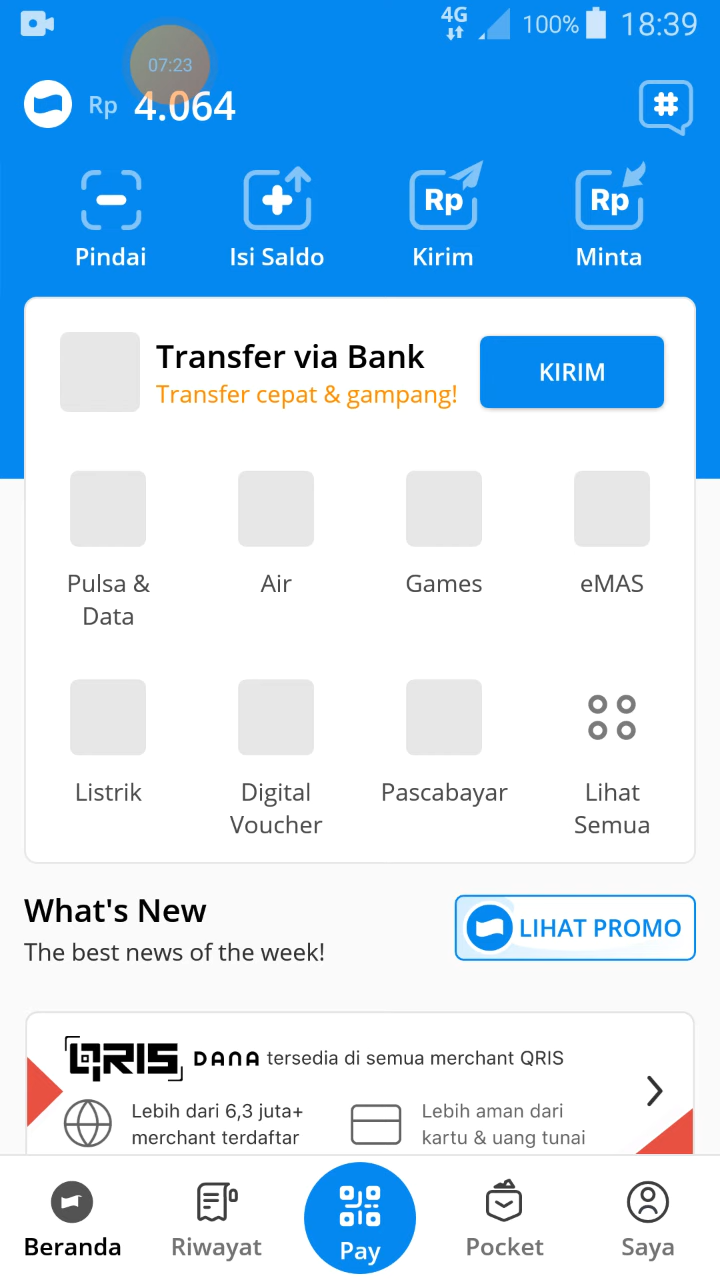 4G 100% 18:39
07:23
Rp 4.064
#
Pindai
Isi Saldo
Rp
Kirim
Rp
Minta
Transfer via Bank
Transfer cepat & gampang!
KIRIM
Pulsa &
Data
Air
Games
eMAS
Listrik
Digital
Voucher
Pascabayar
Lihat
Semua
What's New
The best news of the week!
LIHAT PROMO
QRIS DANA tersedia di semua merchant QRIS
Lebih dari 6,3 juta+
merchant terdaftar
Lebih aman dari
kartu & uang tunai
Beranda
Riwayat
Pay
Pocket
Saya